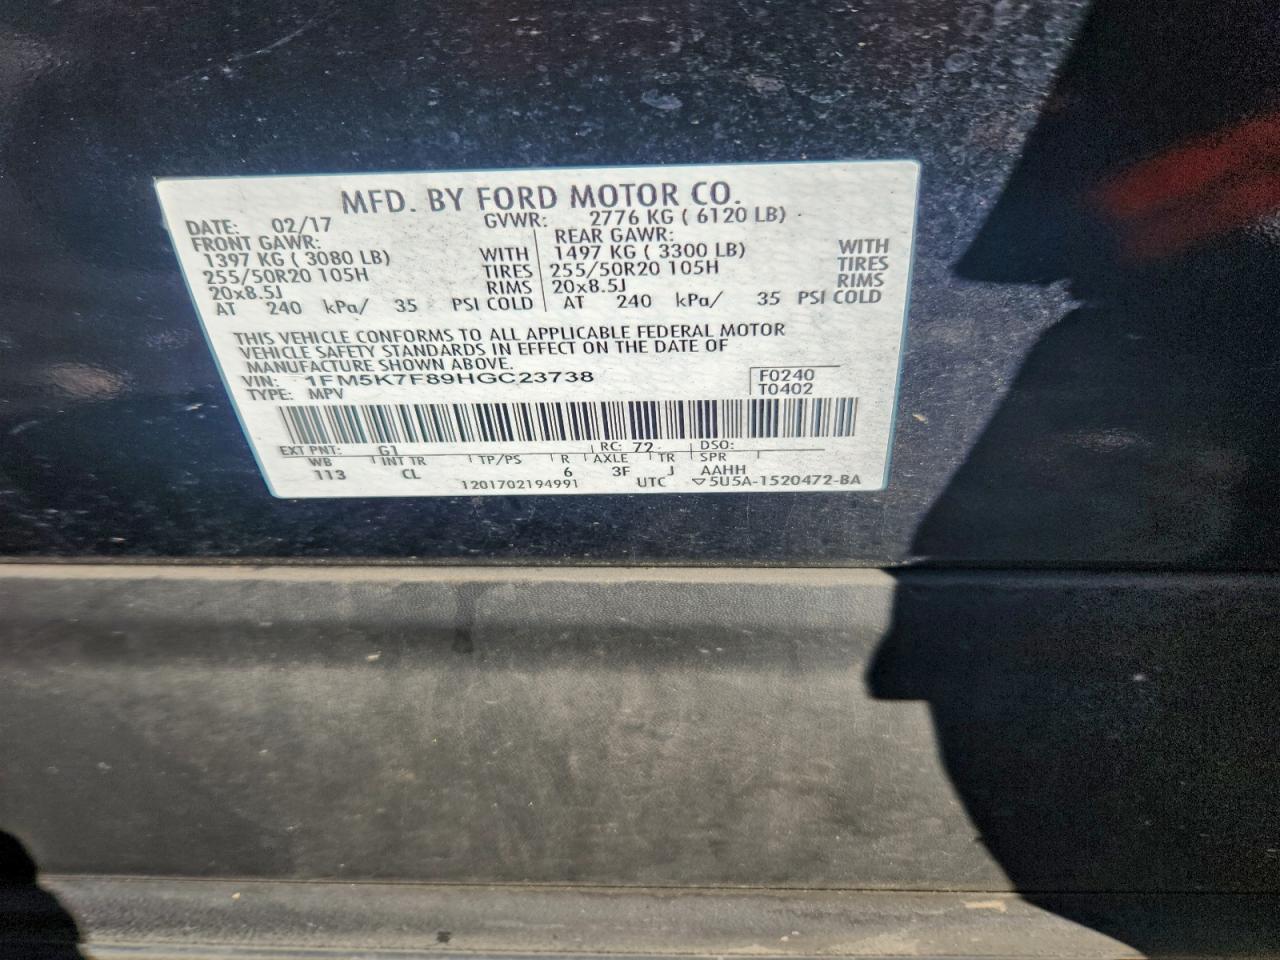 MFD. BY FORD MOTOR CO.
DATE: 02/17 GVWR: 2776 KG ( 6120 LB)
FRONT GAWR: REAR GAWR:
1397 KG ( 3080 LB) WITH 1497 KG ( 3300 LB) WITH
255/50R20 105H TIRES 255/50R20 105H TIRES
20x8.5J RIMS 20x8.5J RIMS
AT 240 kPa/ 35 PSI COLD AT 240 kPa/ 35 PSI COLD
THIS VEHICLE CONFORMS TO ALL APPLICABLE FEDERAL MOTOR
VEHICLE SAFETY STANDARDS IN EFFECT ON THE DATE OF
MANUFACTURE SHOWN ABOVE.
VIN: 1FM5K7F89HGC23738 F0240
TYPE: MPV T0402
EXT PNT: G1 RC: 72 DSO:
WB INT TR TP/PS R AXLE TR SPR
113 CL 6 3F J AAHH
1201702194991 UTC ▽5U5A-1520472-BA